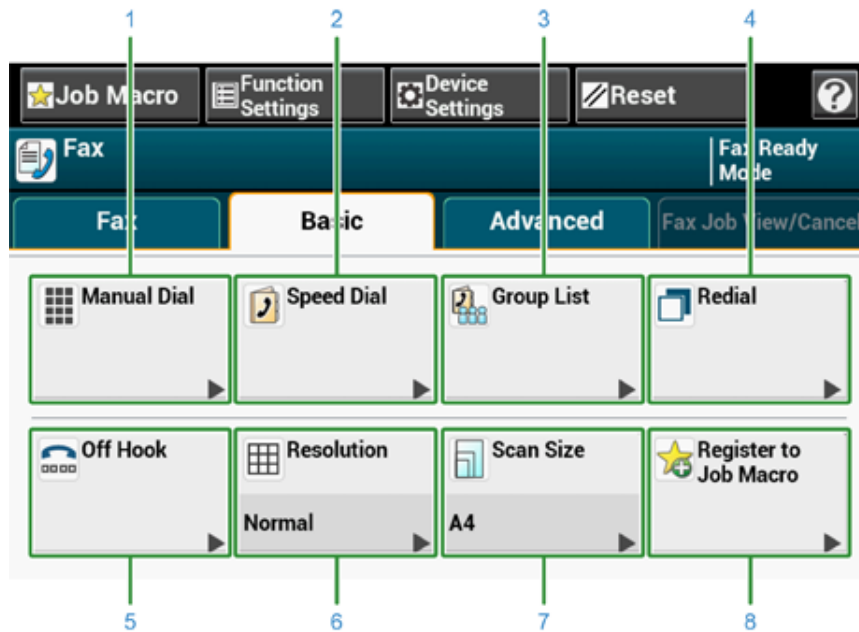 1 2 3 4
Job Macro
Function
Settings
Device
Settings
Reset
?
Fax
Fax Ready
Mode
Fax
Basic
Advanced
Fax Job View/Cancel
Manual Dial
Speed Dial
Group List
Redial
Off Hook
Resolution
Normal
Scan Size
A4
Register to
Job Macro
5 6 7 8